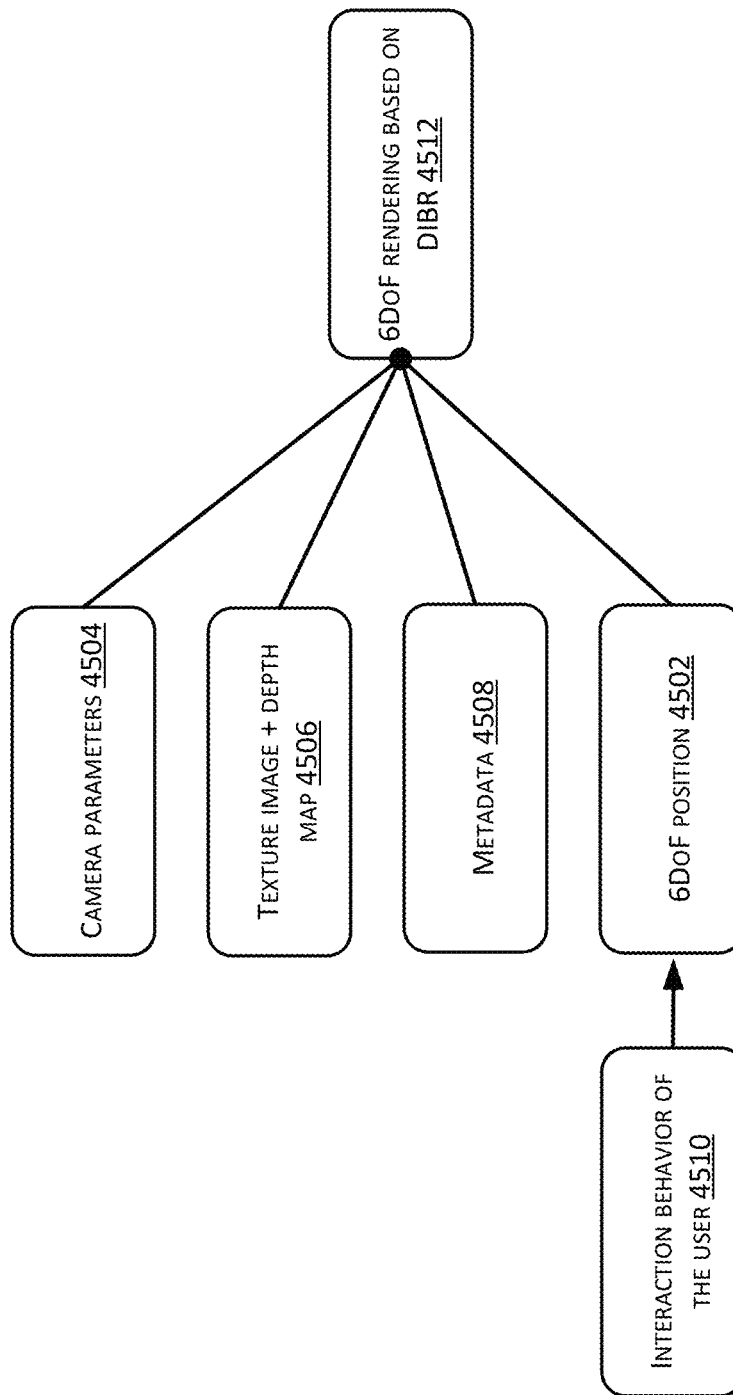 CAMERA PARAMETERS 4504
TEXTURE IMAGE + DEPTH
MAP 4506
METADATA 4508
6DOF POSITION 4502
INTERACTION BEHAVIOR OF
THE USER 4510
6DOF RENDERING BASED ON
DIBR 4512